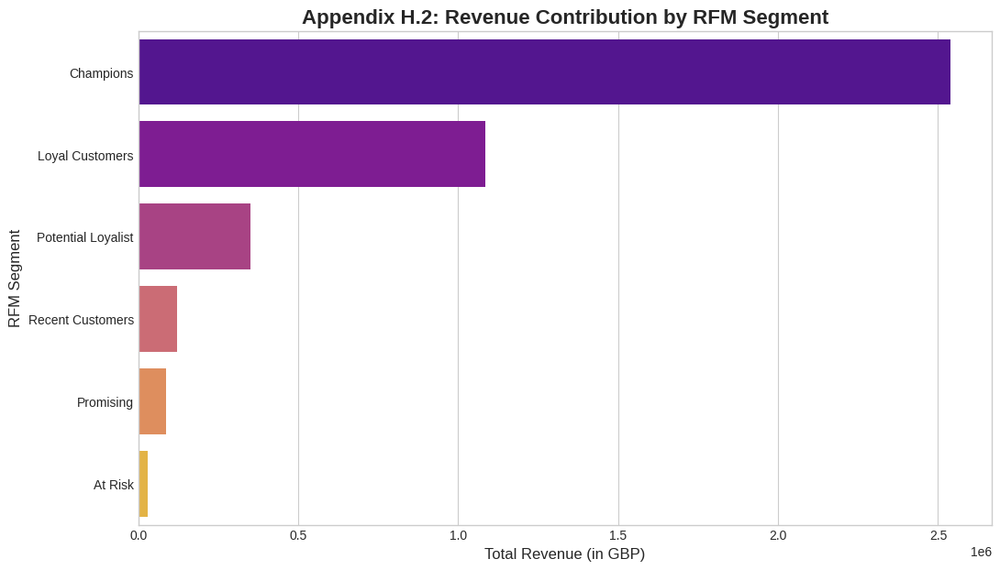 Appendix H.2: Revenue Contribution by RFM Segment
RFM Segment
Champions
Loyal Customers
Potential Loyalist
Recent Customers
Promising
At Risk
0.0 0.5 1.0 1.5 2.0 2.5
1e6
Total Revenue (in GBP)